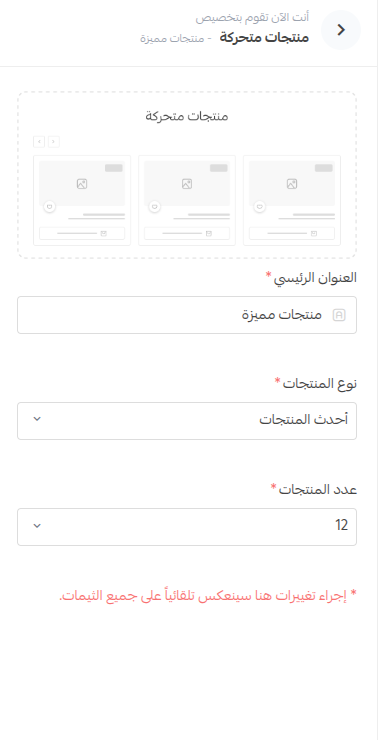 أنت الآن تقوم بتخصيص
منتجات متحركة - منتجات مميزة
منتجات متحركة
العنوان الرئيسي *
منتجات مميزة
نوع المنتجات *
أحدث المنتجات
عدد المنتجات *
12
* إجراء تغييرات هنا سينعكس تلقائياً على جميع الثيمات.